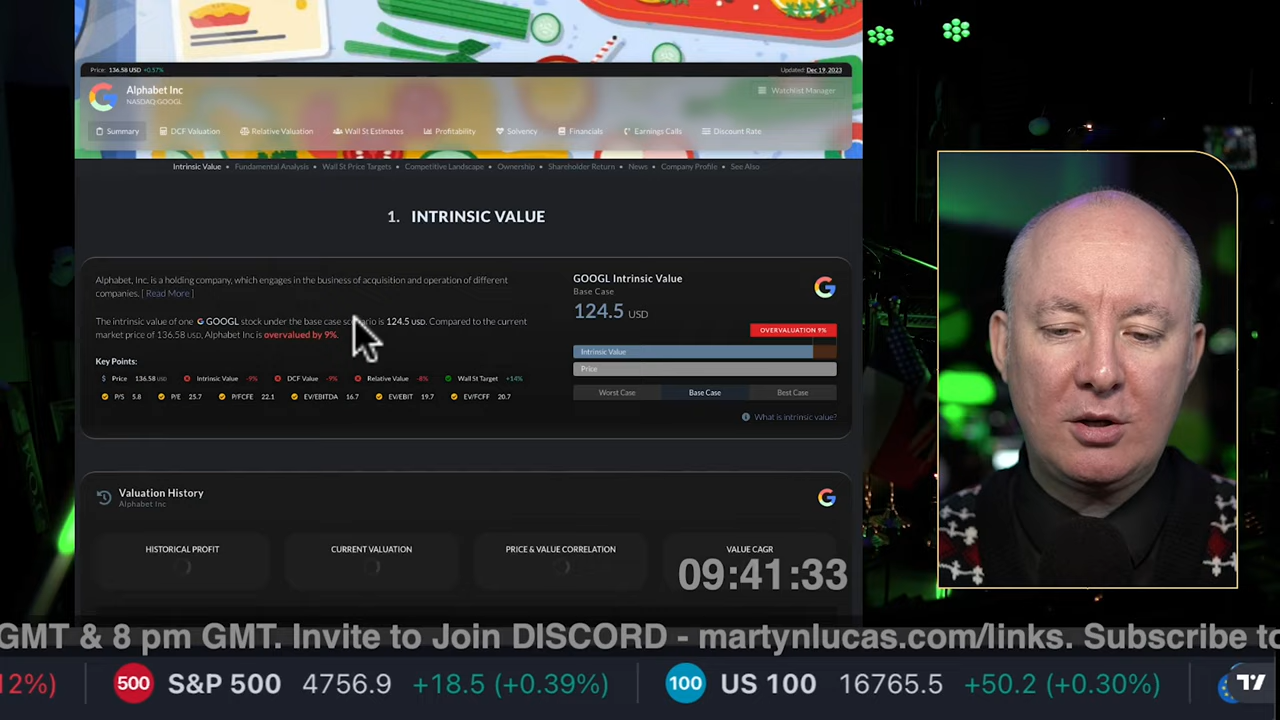 Price: 136.58 USD +0.57%
Updated: Dec 19, 2023
Alphabet Inc
NASDAQ:GOOGL
Watchlist Manager
Summary DCF Valuation Relative Valuation Wall St Estimates Profitability Solvency Financials Earnings Calls Discount Rate
Intrinsic Value • Fundamental Analysis • Wall St Price Targets • Competitive Landscape • Ownership • Shareholder Return • News • Company Profile • See Also
1. INTRINSIC VALUE
Alphabet, Inc. is a holding company, which engages in the business of acquisition and operation of different
companies. [ Read More ]
The intrinsic value of one GOOGL stock under the base case is 124.5 USD. Compared to the current
market price of 136.58 USD, Alphabet Inc is overvalued by 9%.
Key Points:
$ Price 136.58 USD Intrinsic Value -9% DCF Value -9% Relative Value -8% Wall St Target +14%
P/S 5.8 P/E 25.7 P/FCFE 22.1 EV/EBITDA 16.7 EV/EBIT 19.7 EV/FCFF 20.7
GOOGL Intrinsic Value
Base Case
124.5 USD
OVERVALUATION 9%
Intrinsic Value
Price
Worst Case Base Case Best Case
What is intrinsic value?
Valuation History
Alphabet Inc
HISTORICAL PROFIT CURRENT VALUATION PRICE & VALUE CORRELATION VALUE CAGR
09:41:33
GMT & 8 pm GMT. Invite to Join DISCORD - martynlucas.com/links. Subscribe to
12%) 500 S&P 500 4756.9 +18.5 (+0.39%) 100 US 100 16765.5 +50.2 (+0.30%)